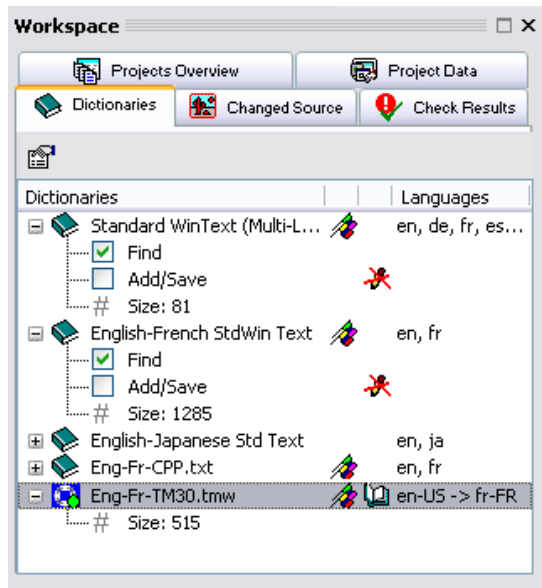 Workspace
Projects Overview
Project Data
Dictionaries
Changed Source
Check Results
Dictionaries Languages
Standard WinText (Multi-L... en, de, fr, es...
Find
Add/Save
# Size: 81
English-French StdWin Text en, fr
Find
Add/Save
# Size: 1285
English-Japanese Std Text en, ja
Eng-Fr-CPP.txt en, fr
Eng-Fr-TM30.tmw en-US -> fr-FR
# Size: 515